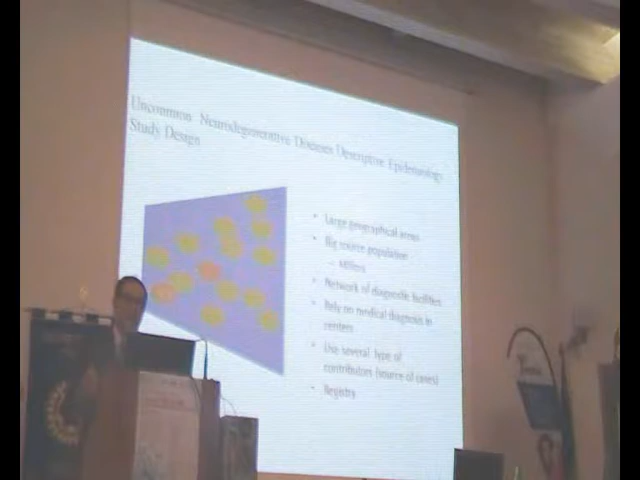 Uncommon Neurodegenerative Diseases Descriptive Epidemiology
Study Design
• Large geographical areas
• Big source population
– Millions
• Network of diagnostic facilities
• Rely on medical diagnosis in
centers
• Use several type of
contributors (source of cases)
• Registry